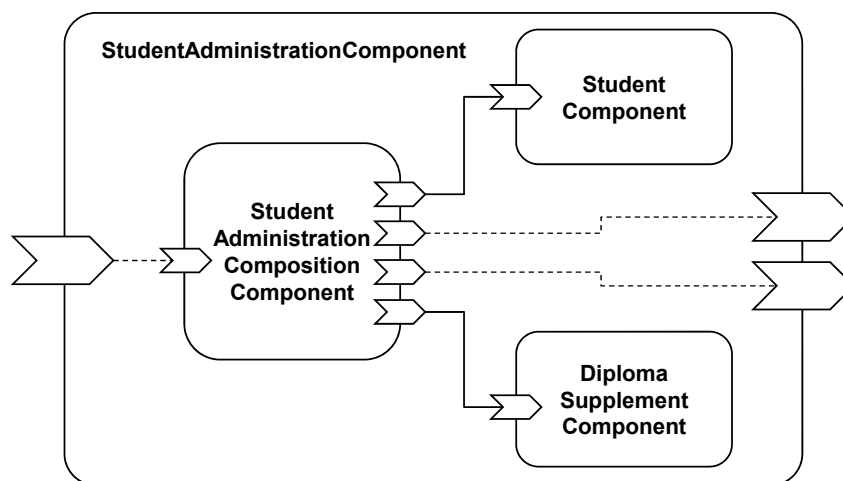 StudentAdministrationComponent
Student
Component
Student
Administration
Composition
Component
Diploma
Supplement
Component